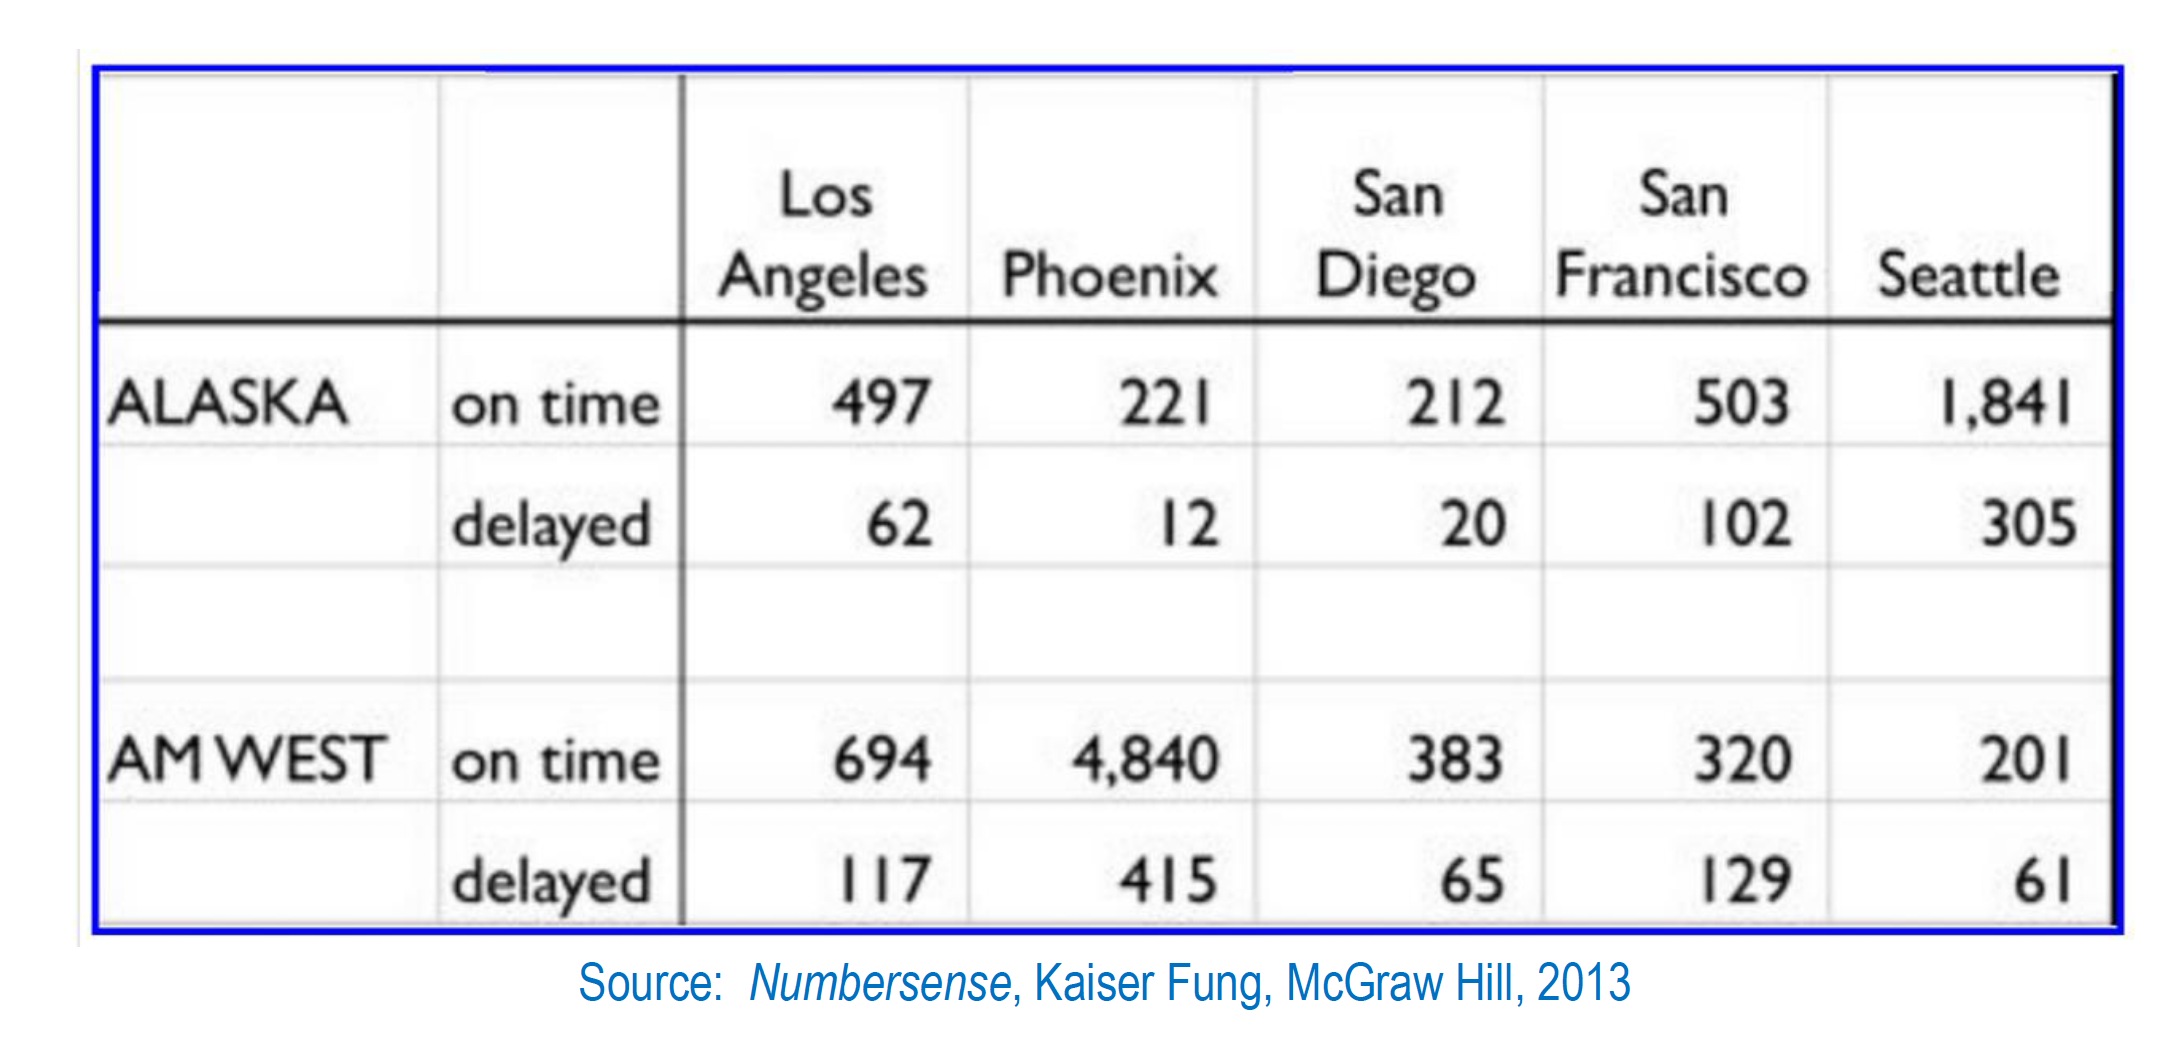 Los Angeles Phoenix San Diego San Francisco Seattle
ALASKA on time 497 221 212 503 1,841
delayed 62 12 20 102 305
AM WEST on time 694 4,840 383 320 201
delayed 117 415 65 129 61
Source: Numbersense, Kaiser Fung, McGraw Hill, 2013